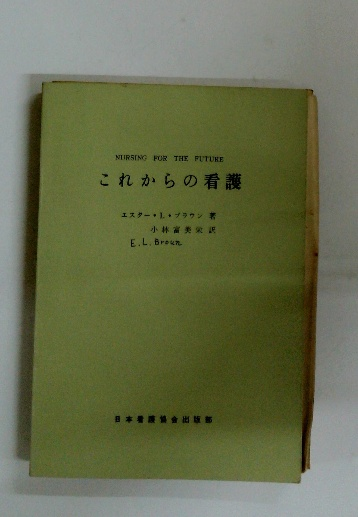 NURSING FOR THE FUTURE
これからの看護
エスター・L・ブラウン 著
小林富美栄 訳
E.L. Brown.
日本看護協会出版部